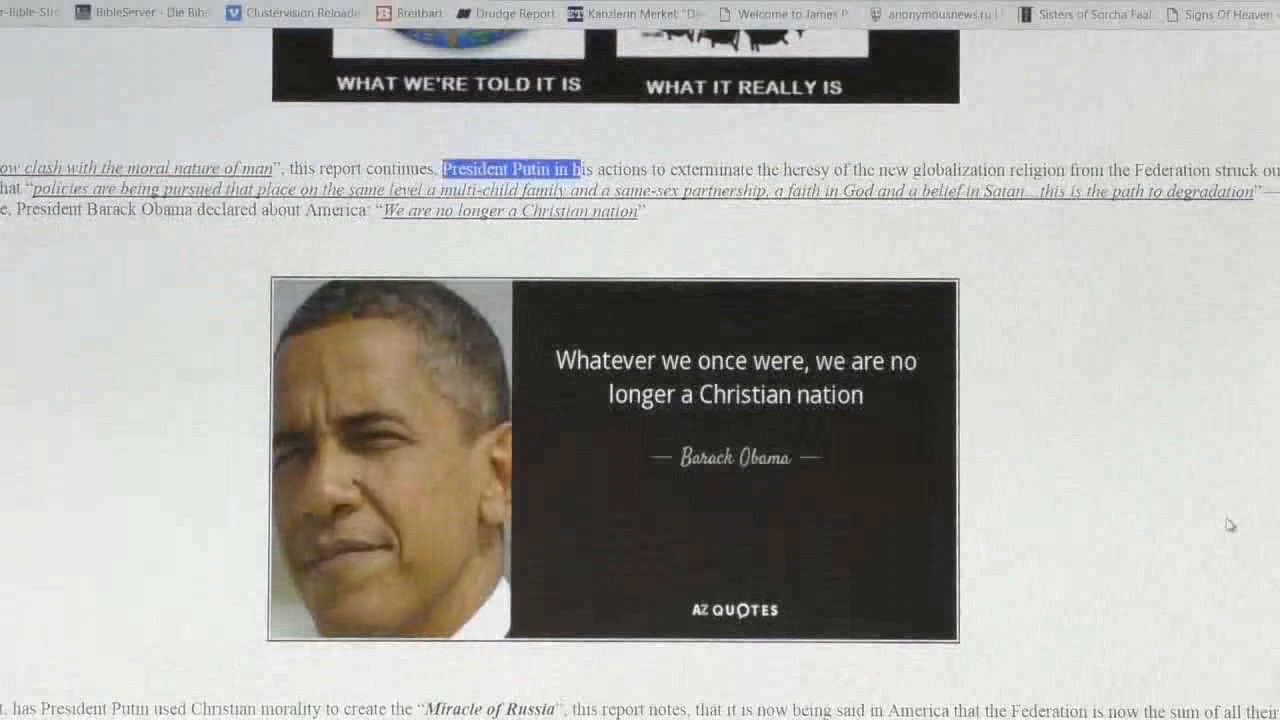 r-Bible-Stu BibleServer - Die Bibe Clustervision Reloade Breitbart Drudge Report Kanzlerin Merkel: "Di Welcome to James P anonymousnews.ru | Sisters of Sorcha Faal Signs Of Heaven
WHAT WE'RE TOLD IT IS WHAT IT REALLY IS
ow clash with the moral nature of man”, this report continues, President Putin in his actions to exterminate the heresy of the new globalization religion from the Federation struck ou
hat “policies are being pursued that place on the same level a multi-child family and a same-sex partnership, a faith in God and a belief in Satan…this is the path to degradation”—
e, President Barack Obama declared about America: “We are no longer a Christian nation”
Whatever we once were, we are no
longer a Christian nation
— Barack Obama —
AZ QUOTES
t, has President Putin used Christian morality to create the “Miracle of Russia”, this report notes, that it is now being said in America that the Federation is now the sum of all their